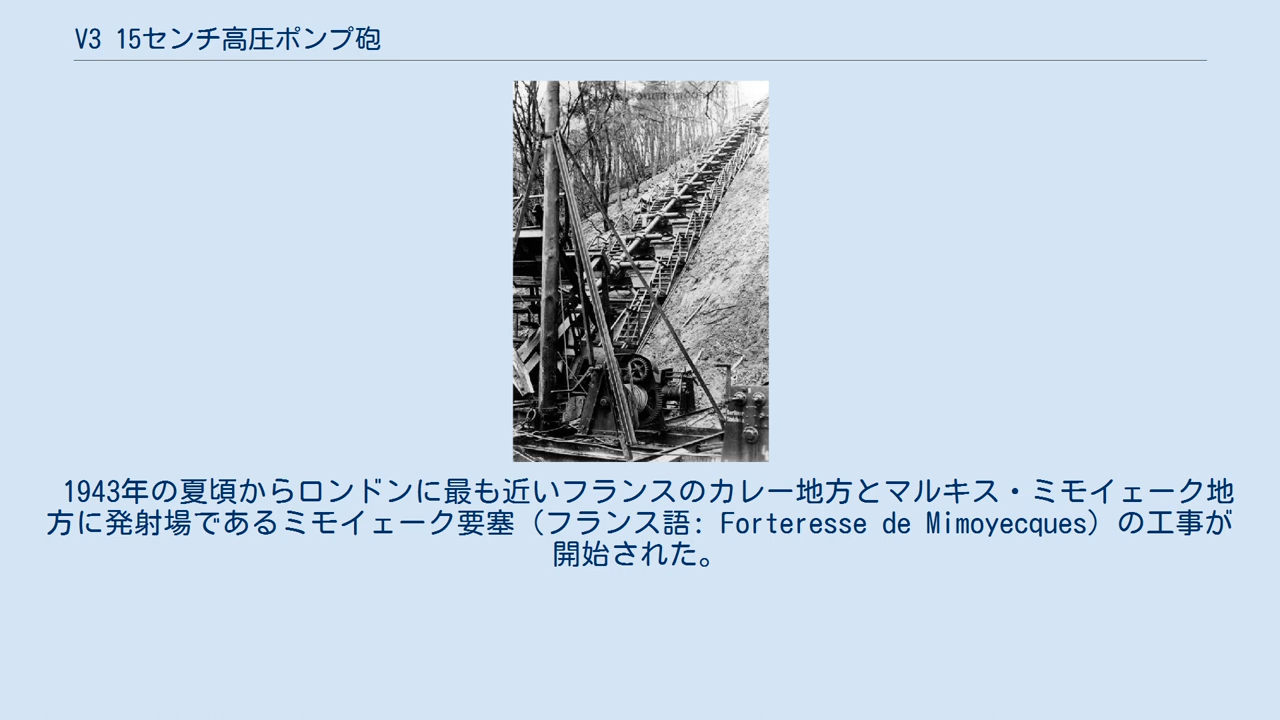 V3 15センチ高圧ポンプ砲
1943年の夏頃からロンドンに最も近いフランスのカレー地方とマルキス・ミモイェーク地
方に発射場であるミモイェーク要塞（フランス語: Forteresse de Mimoyecques）の工事が
開始された。